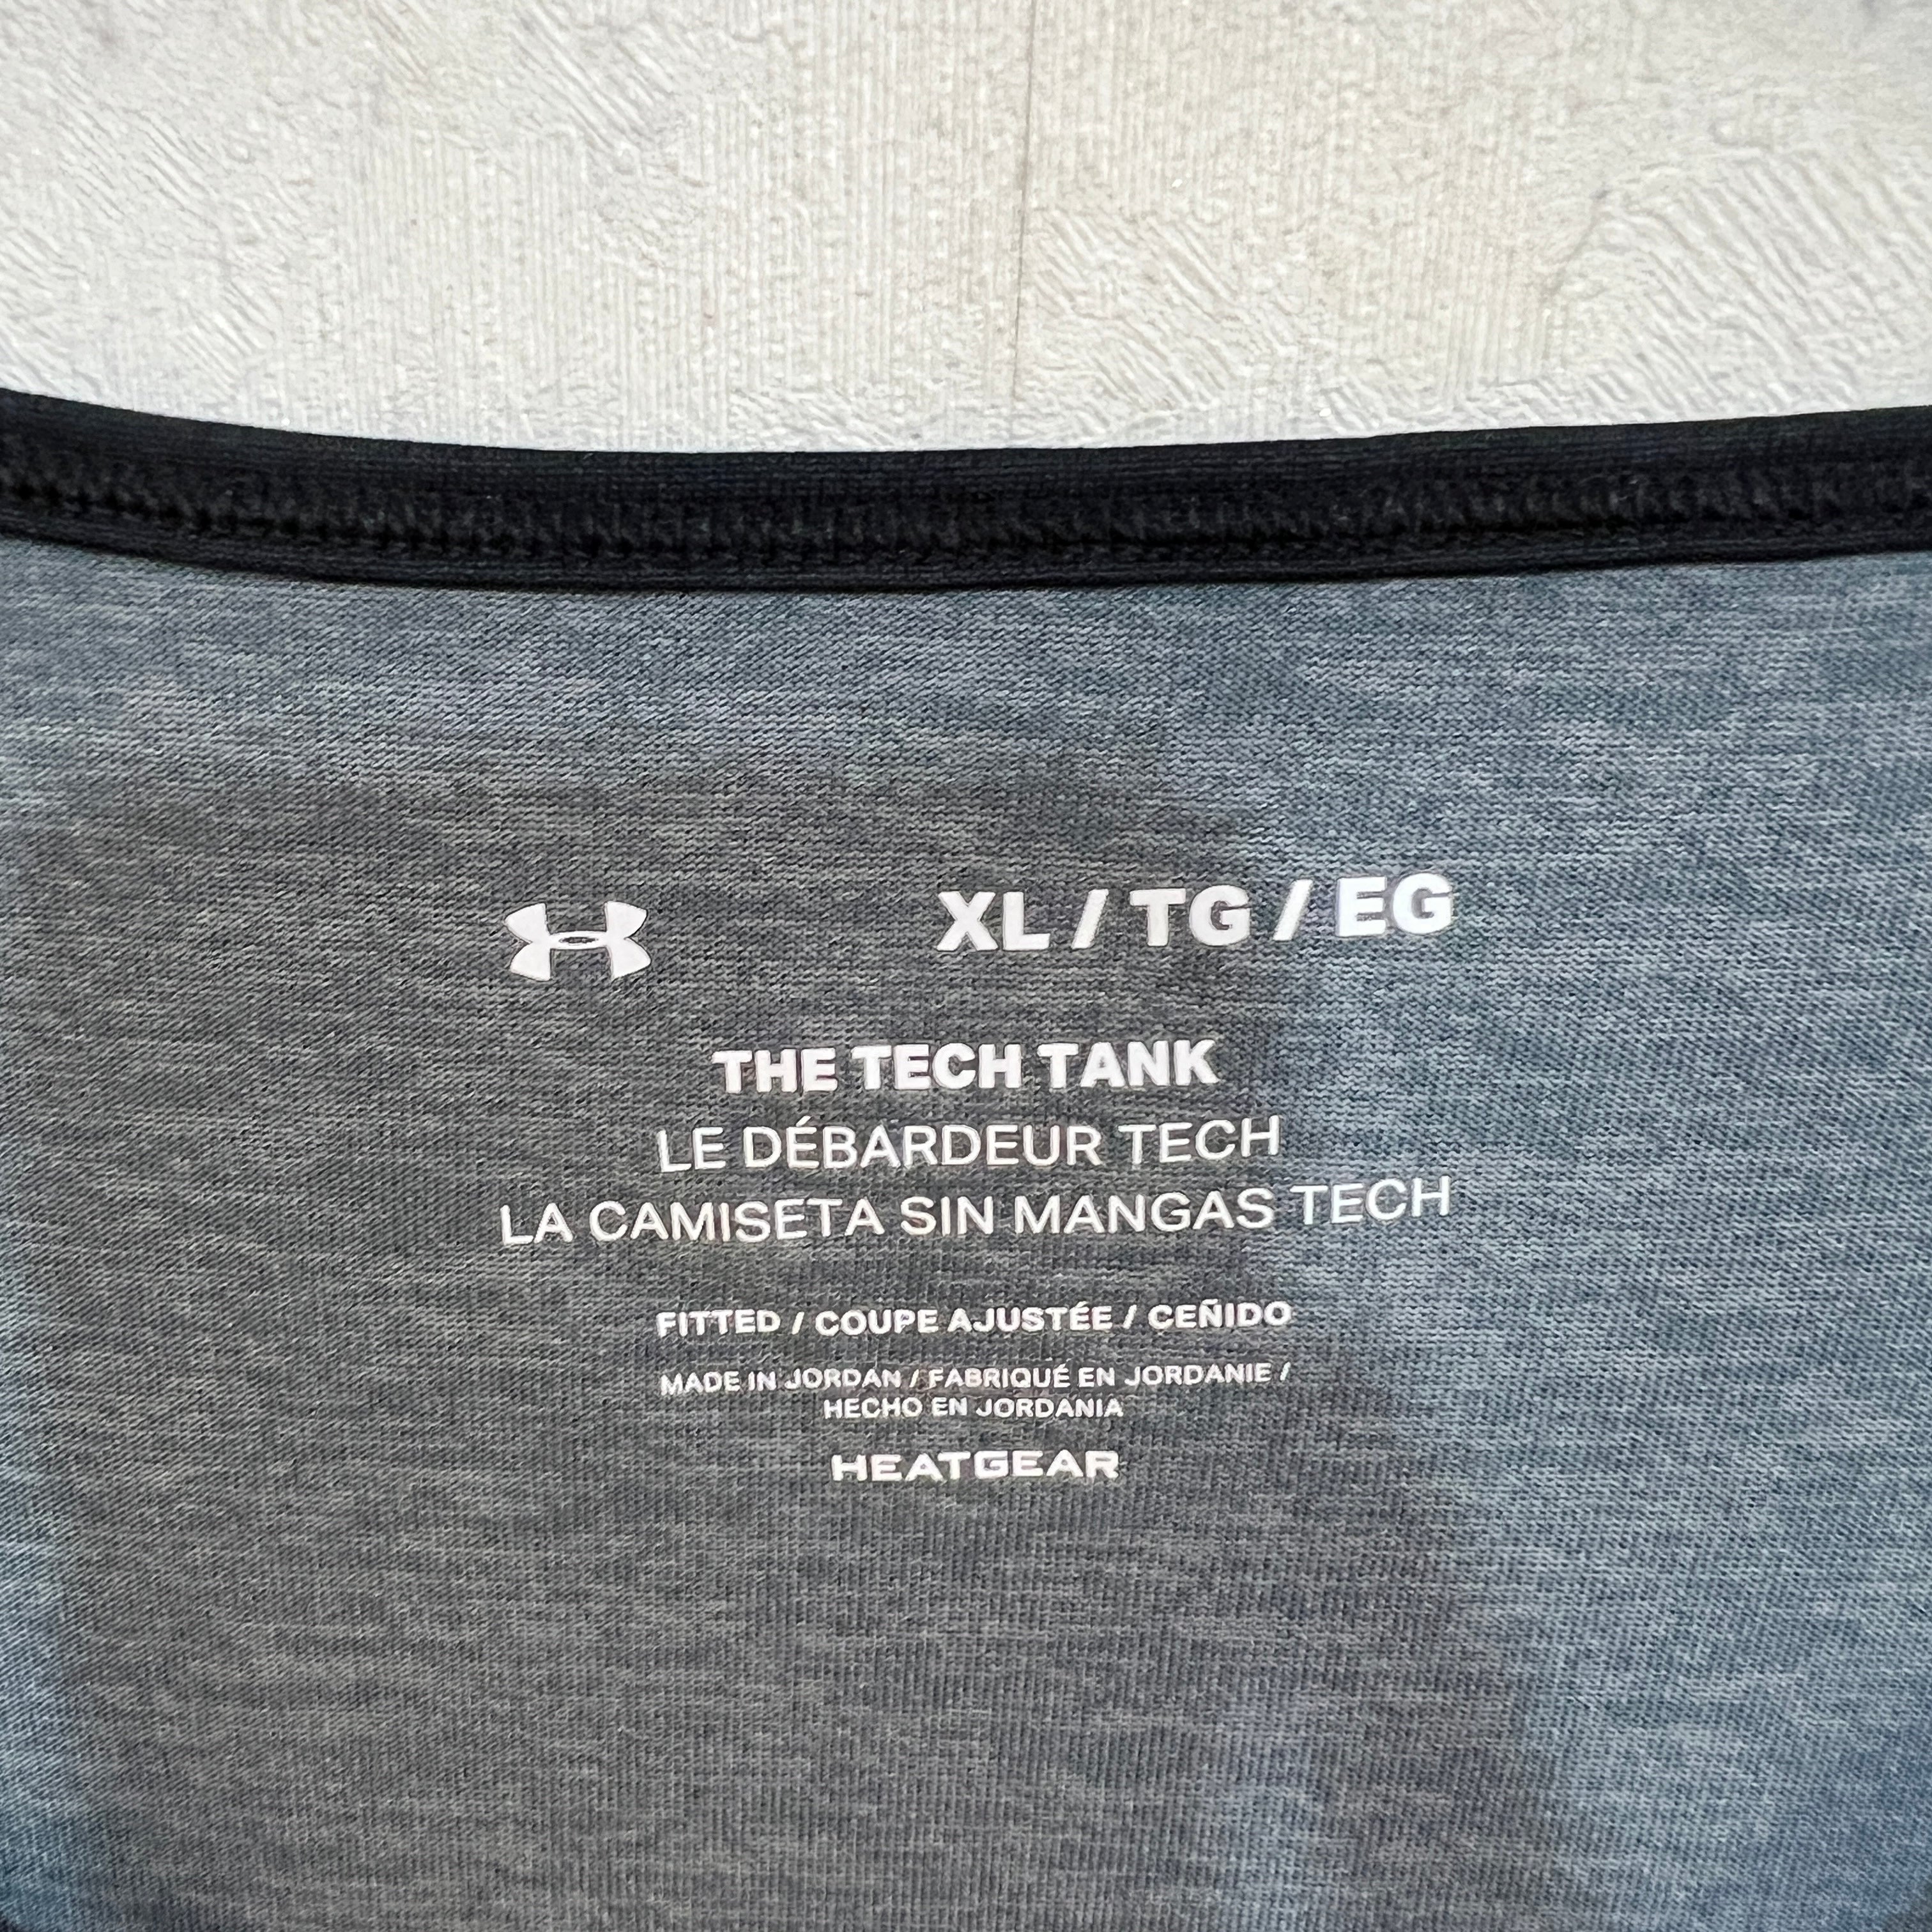 XL / TG / EG
THE TECH TANK
LE DÉBARDEUR TECH
LA CAMISETA SIN MANGAS TECH
FITTED / COUPE AJUSTÉE / CEÑIDO
MADE IN JORDAN / FABRIQUÉ EN JORDANIE /
HECHO EN JORDANIA
HEATGEAR